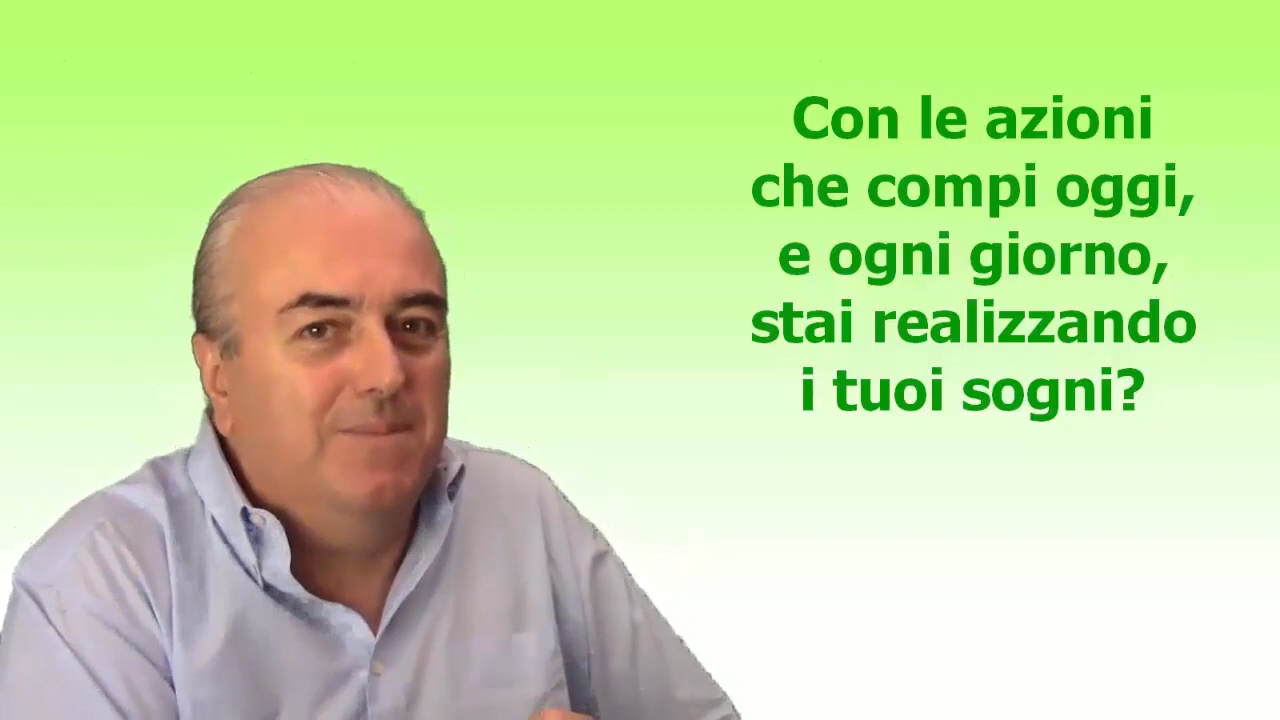 Con le azioni
che compi oggi,
e ogni giorno,
stai realizzando
i tuoi sogni?